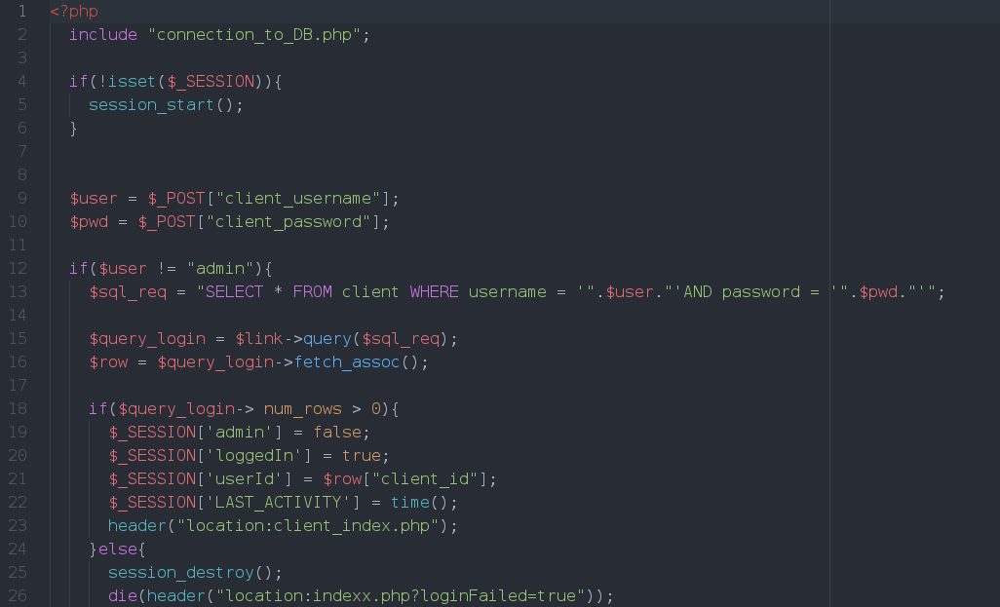 1 <?php
2 include "connection_to_DB.php";
3
4 if(!isset($_SESSION)){
5 session_start();
6 }
7
8
9 $user = $_POST["client_username"];
10 $pwd = $_POST["client_password"];
11
12 if($user != "admin"){
13 $sql_req = "SELECT * FROM client WHERE username = '".$user."'AND password = '".$pwd."'";
14
15 $query_login = $link->query($sql_req);
16 $row = $query_login->fetch_assoc();
17
18 if($query_login-> num_rows > 0){
19 $_SESSION['admin'] = false;
20 $_SESSION['loggedIn'] = true;
21 $_SESSION['userId'] = $row["client_id"];
22 $_SESSION['LAST_ACTIVITY'] = time();
23 header("location:client_index.php");
24 }else{
25 session_destroy();
26 die(header("location:indexx.php?loginFailed=true"));